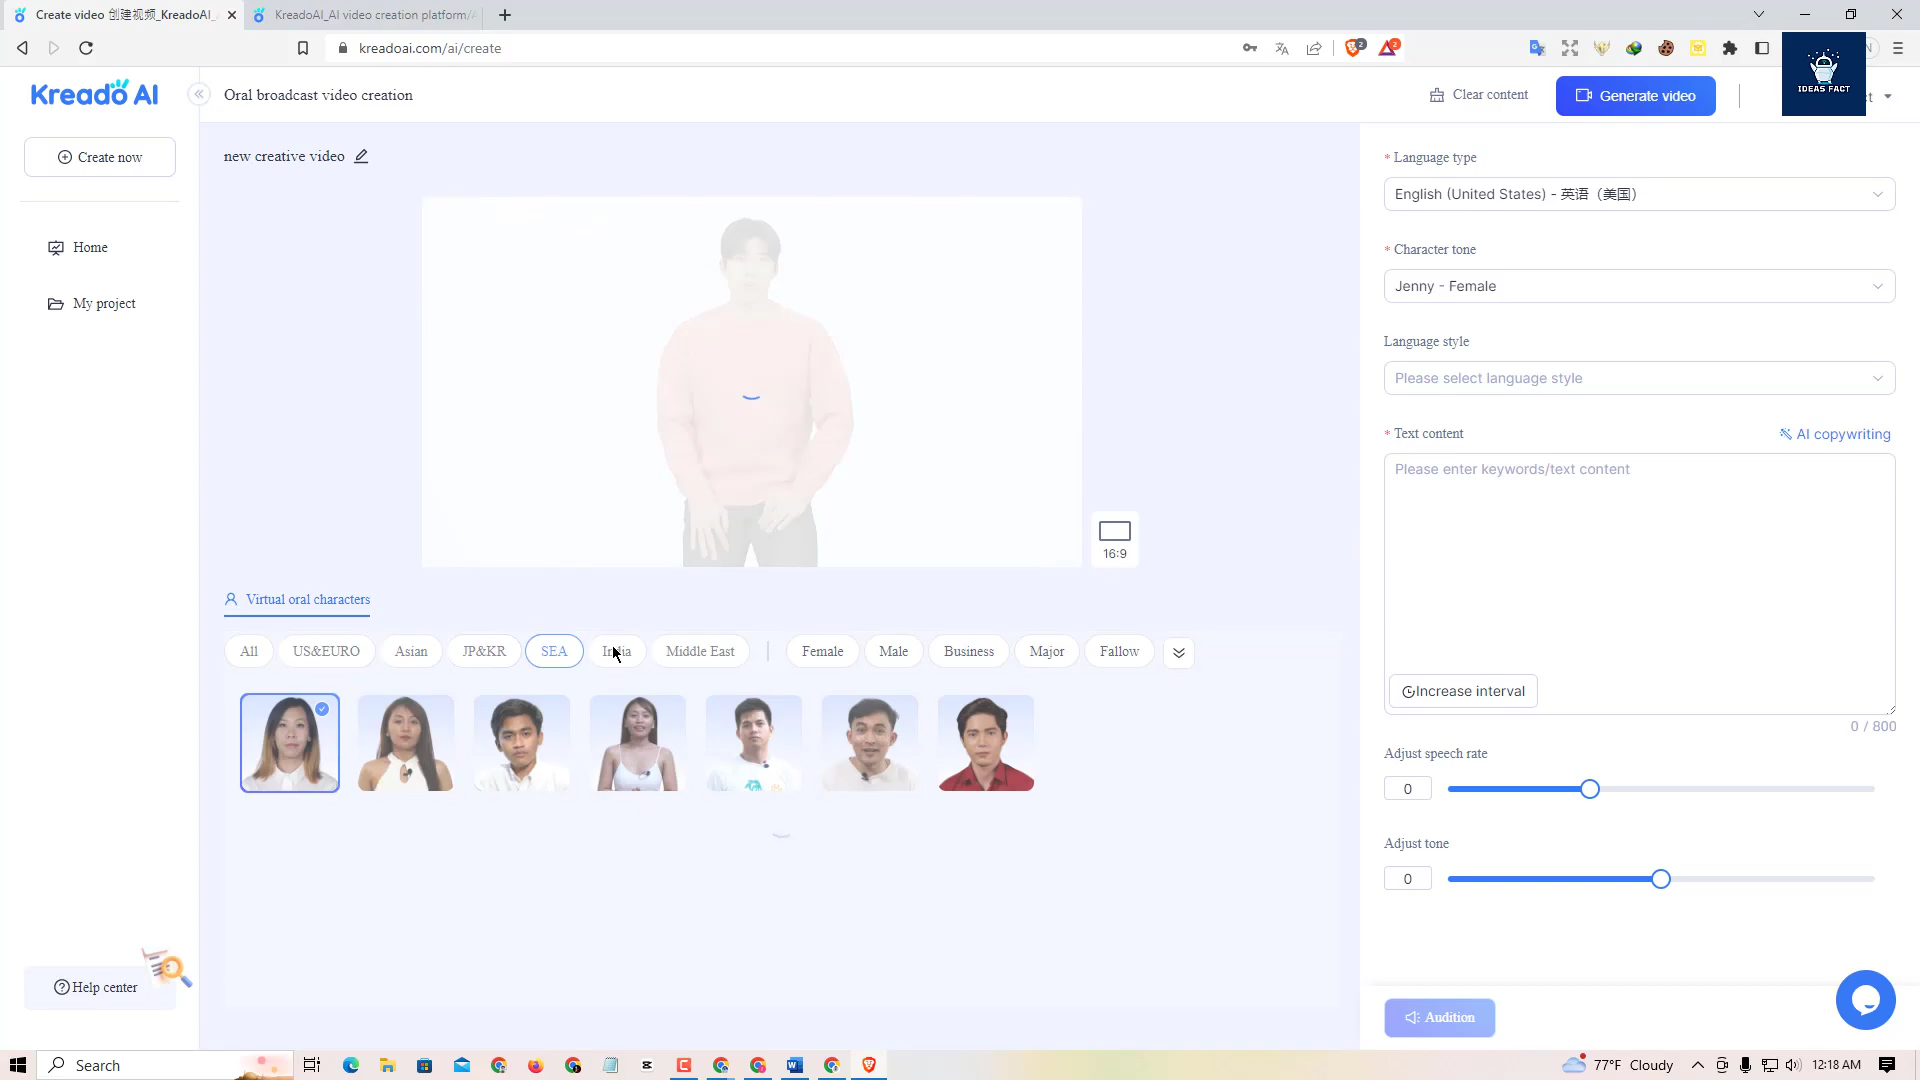 Create video 创建视频_KreadoAI_
KreadoAI_AI video creation platform/
kreadoai.com/ai/create
2
2
IDEAS FACT
Kreado AI
Oral broadcast video creation
Clear content
Generate video
Create now
Home
My project
Help center
new creative video
16:9
Virtual oral characters
All
US&EURO
Asian
JP&KR
SEA
India
Middle East
Female
Male
Business
Major
Fallow
* Language type
English (United States) - 英语（美国）
* Character tone
Jenny - Female
Language style
Please select language style
* Text content
AI copywriting
Please enter keywords/text content
Increase interval
0 / 800
Adjust speech rate
0
Adjust tone
0
Audition
Search
77°F Cloudy
12:18 AM